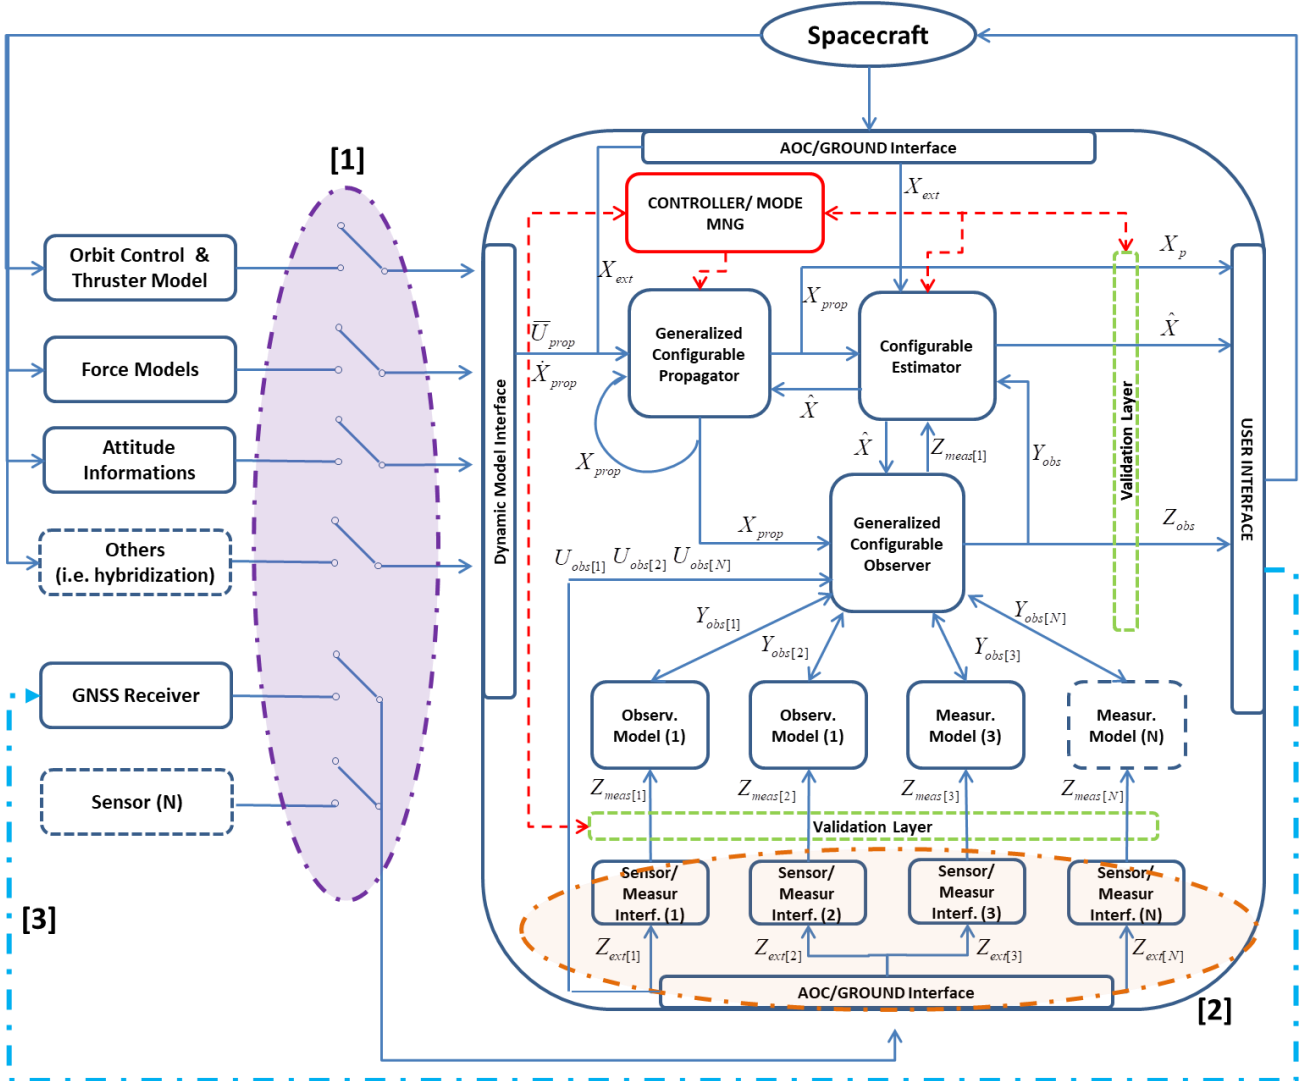 Spacecraft
[1]
AOC/GROUND Interface
CONTROLLER/ MODE
MNG
X_ext
X_ext
X_p
Orbit Control &
Thruster Model
Force Models
Attitude
Informations
Others
(i.e. hybridization)
GNSS Receiver
Sensor (N)
[3]
Dynamic Model Interface
U̅_prop
Ẋ_prop
Generalized
Configurable
Propagator
X_prop
Configurable
Estimator
X̂
X̂
X_prop
X̂
Z_meas[1]
Y_obs
Validation Layer
USER INTERFACE
X_prop
Generalized
Configurable
Observer
Z_obs
U_obs[1] U_obs[2] U_obs[N]
Y_obs[1]
Y_obs[2]
Y_obs[3]
Y_obs[N]
Observ.
Model (1)
Observ.
Model (1)
Measur.
Model (3)
Measur.
Model (N)
Z_meas[1]
Z_meas[2]
Z_meas[3]
Z_meas[N]
Validation Layer
Sensor/
Measur
Interf. (1)
Sensor/
Measur
Interf. (2)
Sensor/
Measur
Interf. (3)
Sensor/
Measur
Interf. (N)
Z_ext[1]
Z_ext[2]
Z_ext[3]
Z_ext[N]
AOC/GROUND Interface
[2]